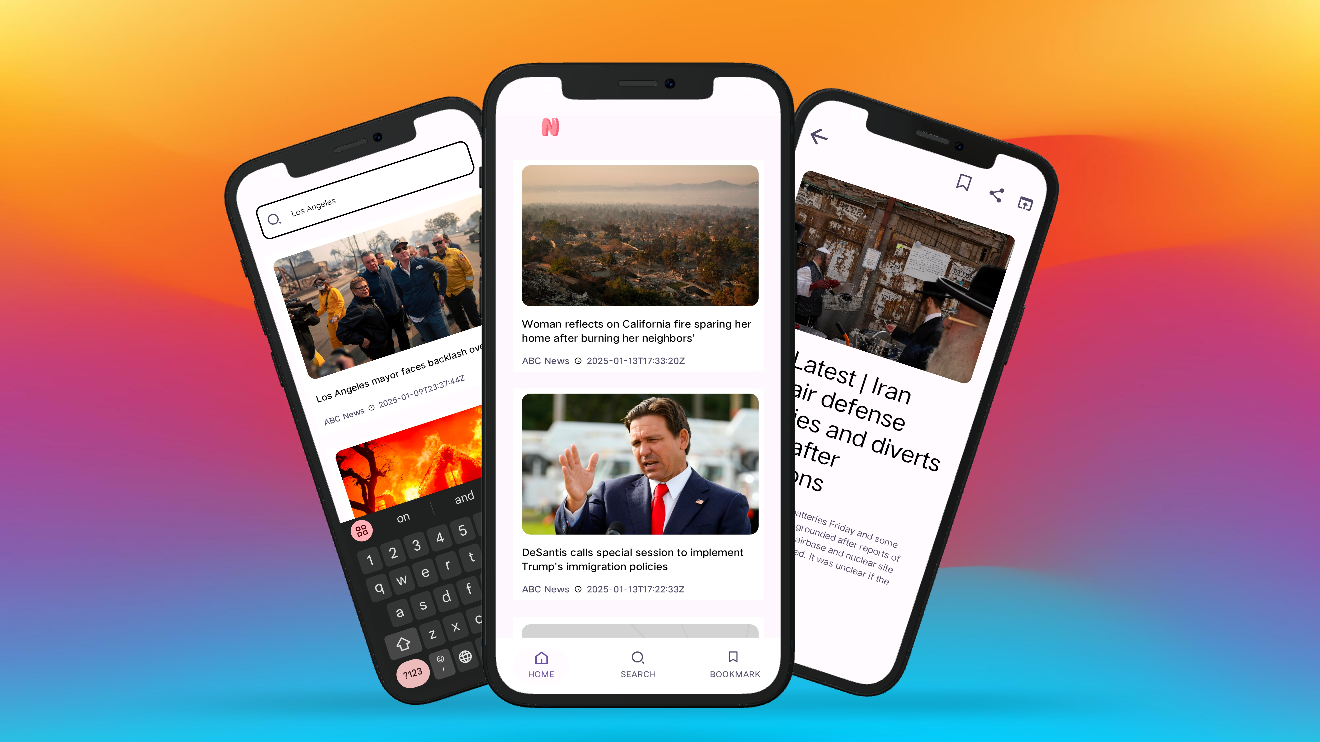 Los Angeles
Los Angeles mayor faces backlash ove
ABC News 2025-01-09T23:37:44Z
on and
1 2 3 4 5
q w e r t
a s d f
z x c
?123
N
Woman reflects on California fire sparing her
home after burning her neighbors'
ABC News 2025-01-13T17:33:20Z
DeSantis calls special session to implement
Trump's immigration policies
ABC News 2025-01-13T17:22:33Z
HOME SEARCH BOOKMARK
Latest | Iran
air defense
ies and diverts
after
ons
atteries Friday and some
grounded after reports of
airbase and nuclear site
ed. It was unclear if the